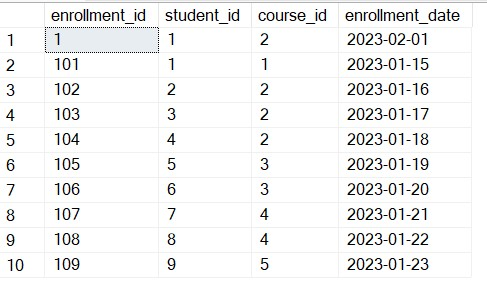 enrollment_id student_id course_id enrollment_date
1 1 1 2 2023-02-01
2 101 1 1 2023-01-15
3 102 2 2 2023-01-16
4 103 3 2 2023-01-17
5 104 4 2 2023-01-18
6 105 5 3 2023-01-19
7 106 6 3 2023-01-20
8 107 7 4 2023-01-21
9 108 8 4 2023-01-22
10 109 9 5 2023-01-23